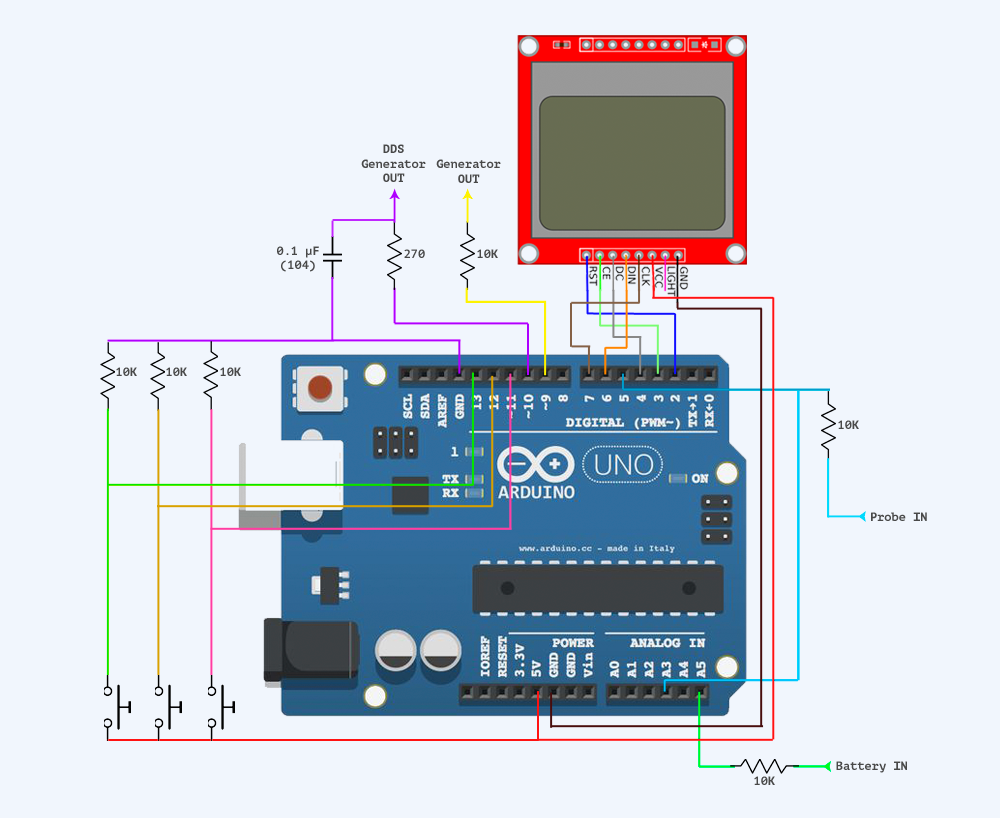 DDS
Generator
OUT
Generator
OUT
0.1 µF
(104)
270
10K
RST
CE
DC
DIN
CLK
VCC
LIGHT
GND
10K
10K
10K
SCL
SDA
AREF
GND
13
12
~11
~10
~9
8
7
6
5
4
3
2
TX→1
RX←0
DIGITAL (PWM~)
10K
1
TX
RX
ARDUINO
UNO
ON
Probe IN
www.arduino.cc - made in Italy
POWER
ANALOG IN
IOREF
RESET
3.3V
5V
GND
GND
Vin
A0
A1
A2
A3
A4
A5
Battery IN
10K